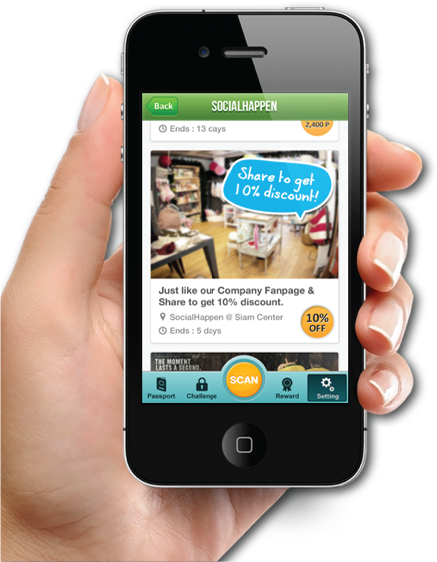 Back
SOCIALHAPPEN
2,400 P
Ends : 13 cays
Share to get
10% discount!
Just like our Company Fanpage &
Share to get 10% discount.
SocialHappen @ Siam Center
10%
OFF
Ends : 5 dcys
THE MOMENT
LASTS A SECOND.
Passport
Challenge
SCAN
Reward
Setting